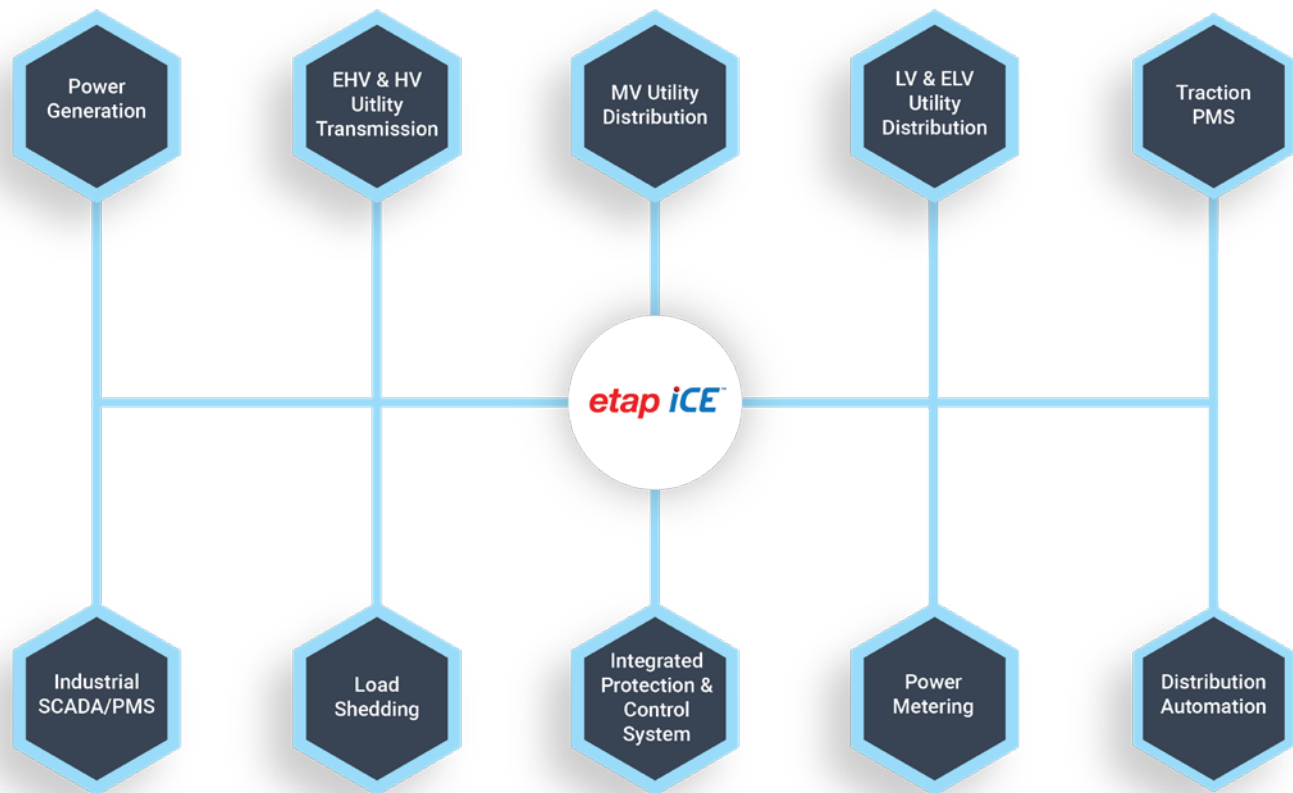 Power
Generation
EHV & HV
Uitlity
Transmission
MV Utility
Distribution
LV & ELV
Utility
Distribution
Traction
PMS
etap iCE™
Industrial
SCADA/PMS
Load
Shedding
Integrated
Protection &
Control
System
Power
Metering
Distribution
Automation